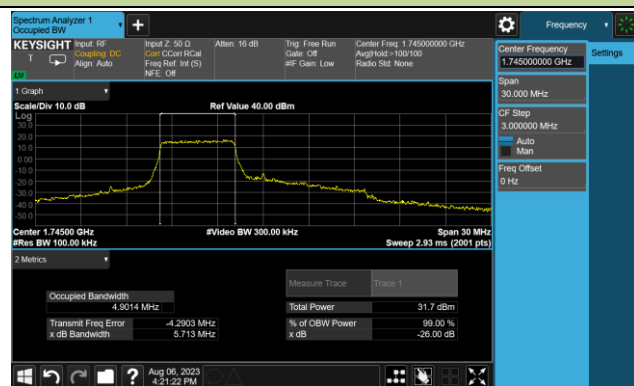 Spectrum Analyzer 1
Occupied BW
Frequency
KEYSIGHT
Input: RF
Coupling: DC
Align: Auto
Input Z: 50 Ω
Corr CCorr RCal
Freq Ref: Int (S)
NFE: Off
Atten: 16 dB
Trig: Free Run
Gate: Off
#IF Gain: Low
Center Freq: 1.745000000 GHz
Avg|Hold:>100/100
Radio Std: None
T
Center Frequency
1.745000000 GHz
Settings
Span
30.000 MHz
CF Step
3.000000 MHz
Auto
Man
Freq Offset
0 Hz
1 Graph
Scale/Div 10.0 dB
Ref Value 40.00 dBm
Log
30.0
20.0
10.0
0.00
-10.0
-20.0
-30.0
-40.0
-50.0
Center 1.74500 GHz
#Video BW 300.00 kHz
Span 30 MHz
#Res BW 100.00 kHz
Sweep 2.93 ms (2001 pts)
2 Metrics
Measure Trace
Trace 1
Occupied Bandwidth
4.9014 MHz
Total Power
31.7 dBm
Transmit Freq Error
-4.2903 MHz
% of OBW Power
99.00 %
x dB Bandwidth
5.713 MHz
x dB
-26.00 dB
Aug 06, 2023
4:21:22 PM